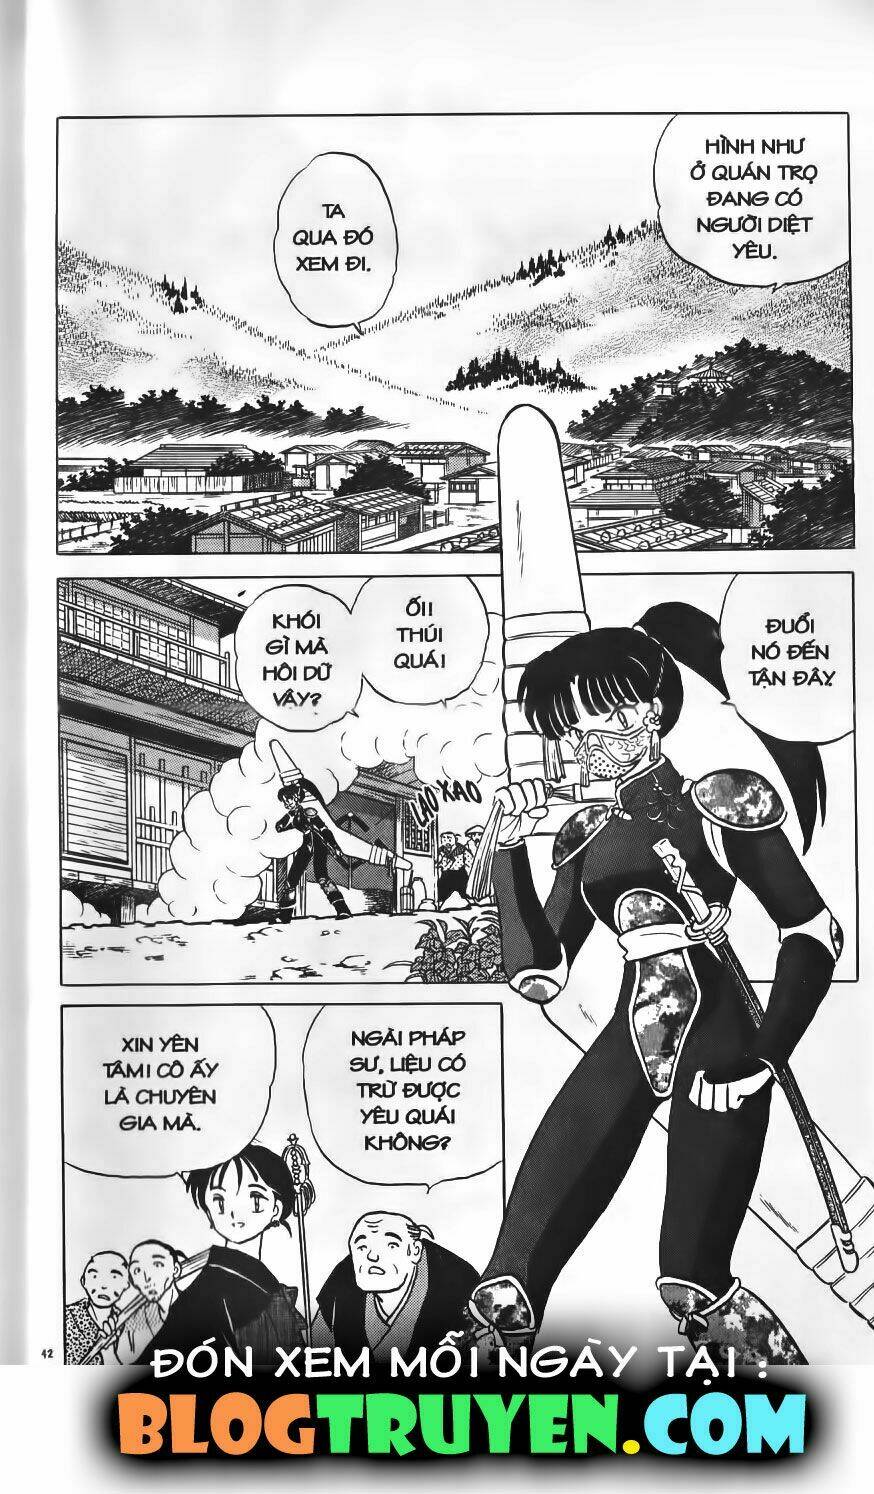 HÌNH NHƯ
Ở QUÁN TRỌ
ĐANG CÓ
NGƯỜI DIỆT
YÊU.
TA
QUA ĐÓ
XEM ĐI.
ĐUỔI
NÓ ĐẾN
TẬN ĐÂY.
ỐI!
THÚI
QUÁ!
KHÓI
GÌ MÀ
HÔI DỮ
VẬY?
LAO XAO
NGÀI PHÁP
SƯ, LIỆU CÓ
TRỪ ĐƯỢC
YÊU QUÁI
KHÔNG?
XIN YÊN
TÂM! CÔ ẤY
LÀ CHUYÊN
GIA MÀ.
42
ĐÓN XEM MỖI NGÀY TẠI :
BLOGTRUYEN.COM